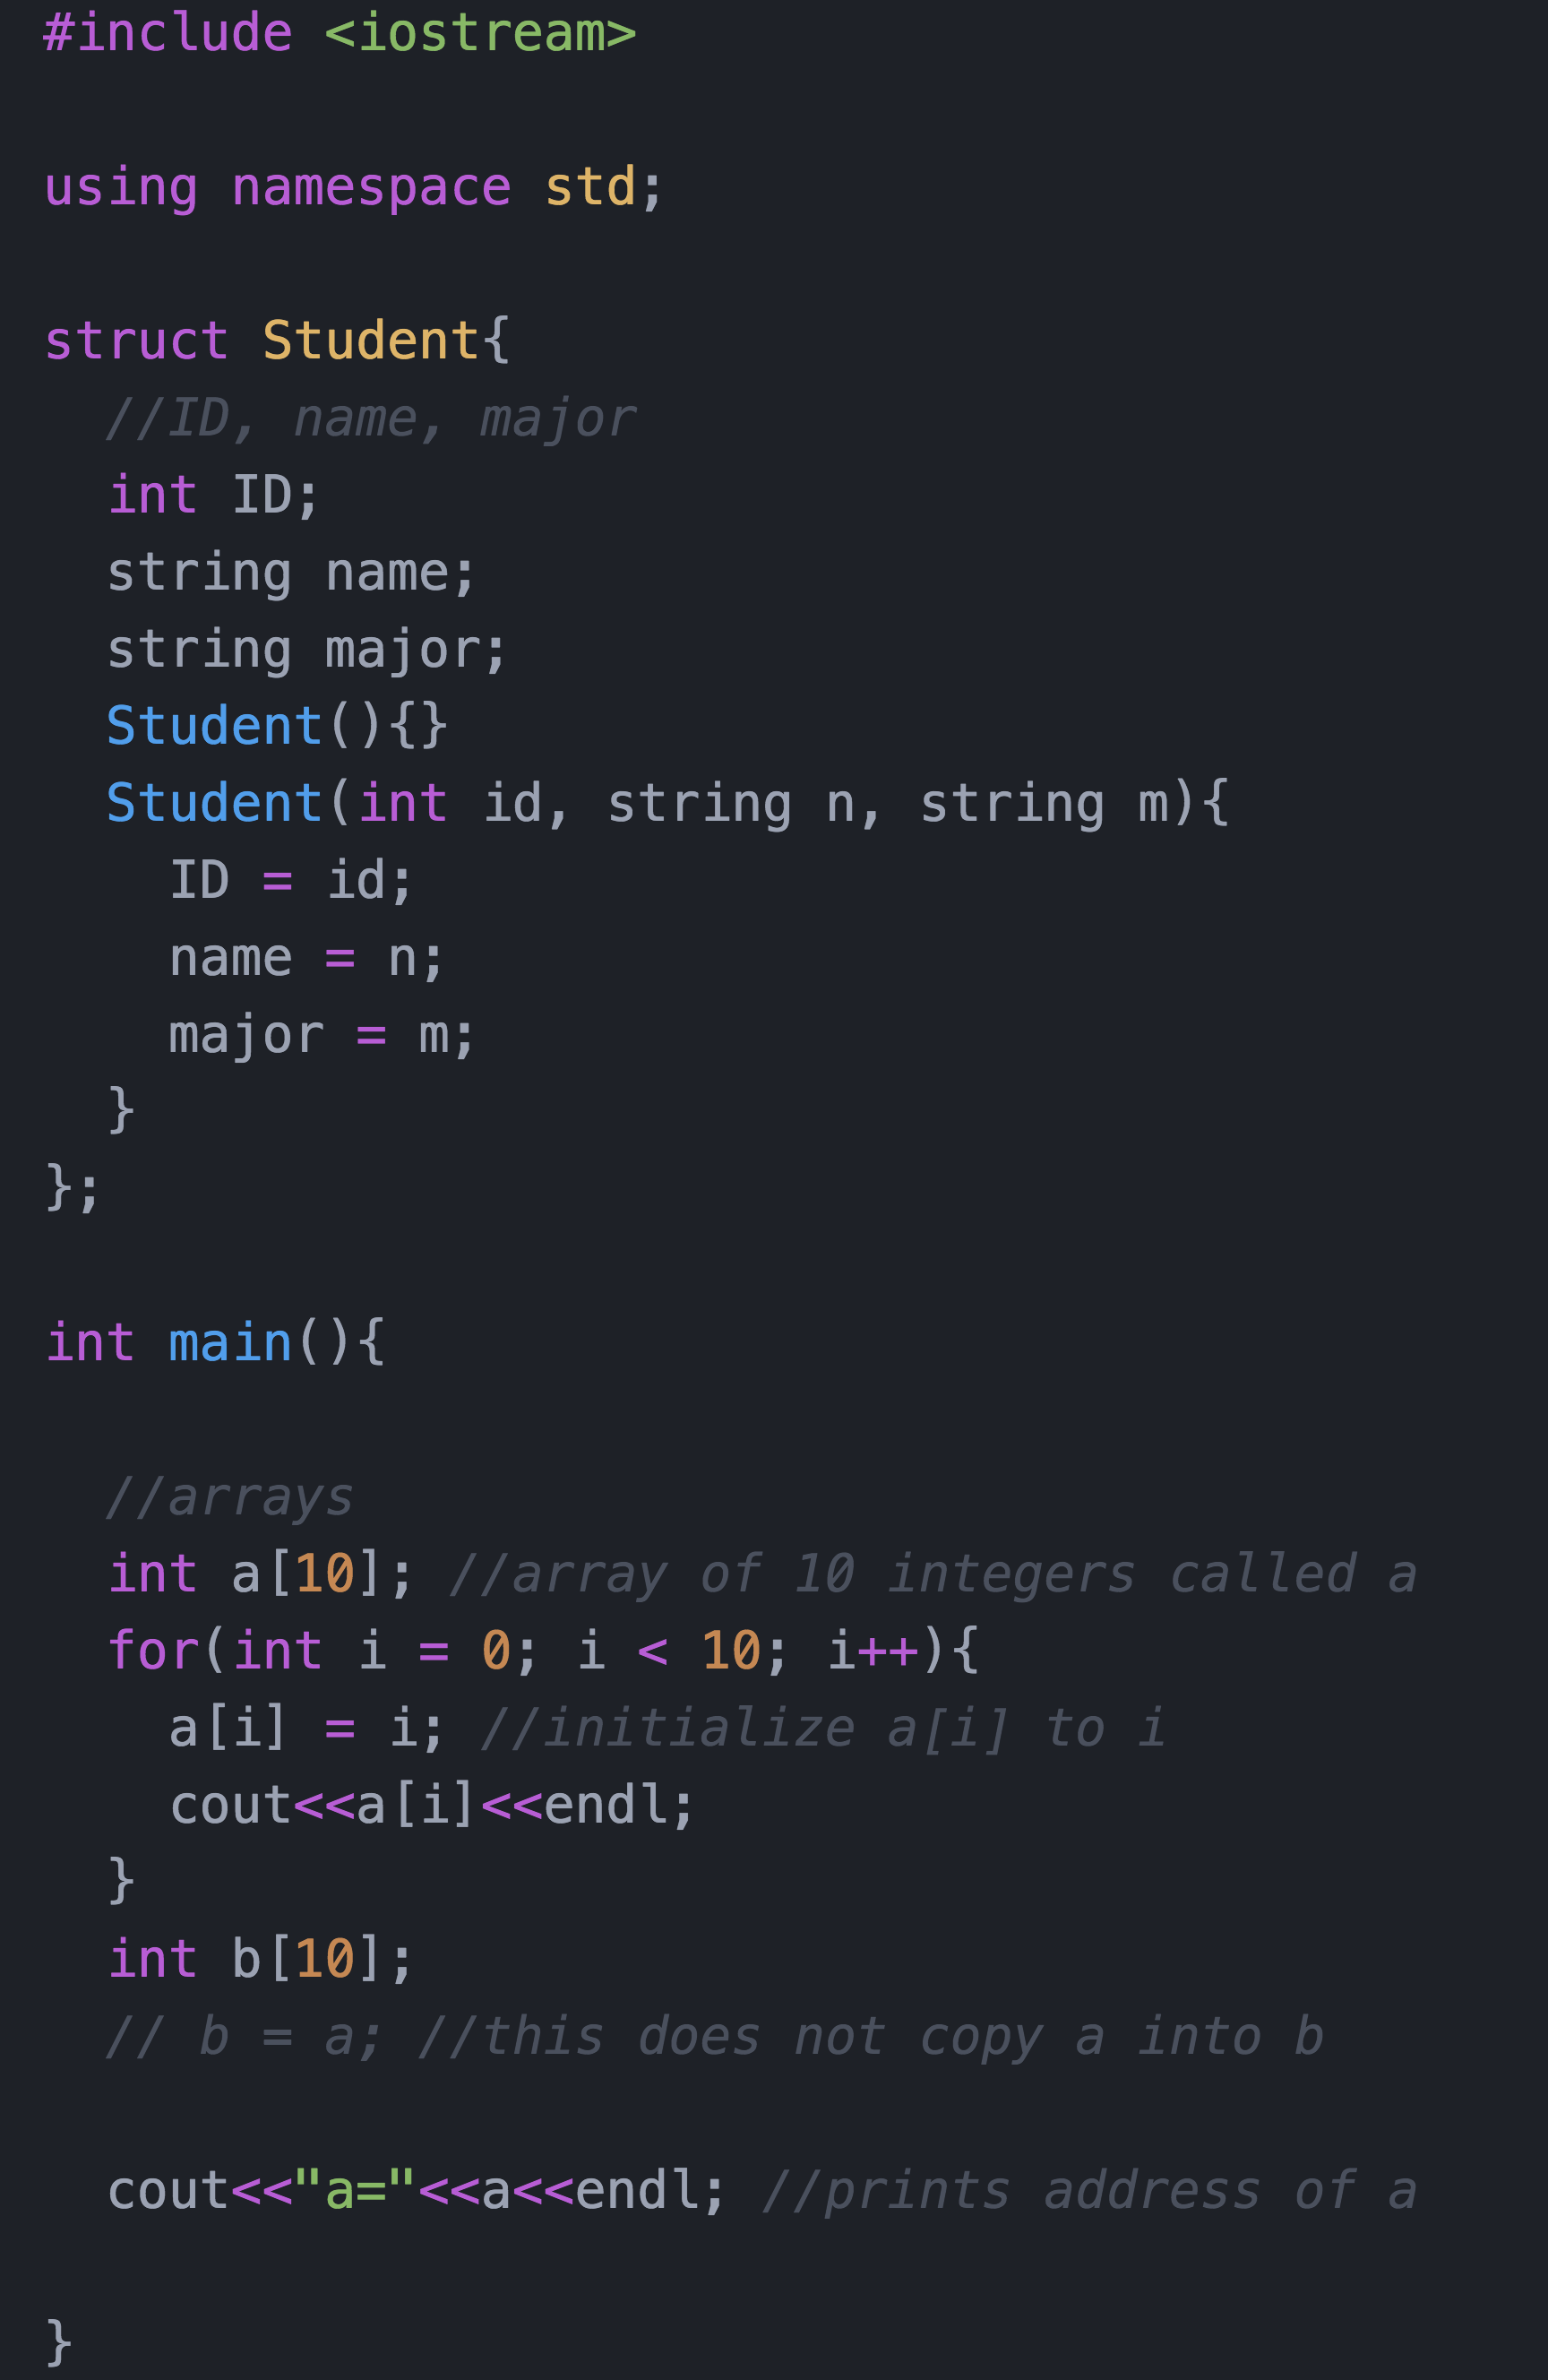 #include <iostream>
using namespace std;
struct Student{
//ID, name, major
int ID;
string name;
string major;
Student(){}
Student(int id, string n, string m){
ID = id;
name = n;
major = m;
}
};
int main(){
//arrays
int a[10]; //array of 10 integers called a
for(int i = 0; i < 10; i++){
a[i] = i; //initialize a[i] to i
cout<<a[i]<<endl;
}
int b[10];
// b = a; //this does not copy a into b
cout<<"a="<<a<<endl; //prints address of a
}